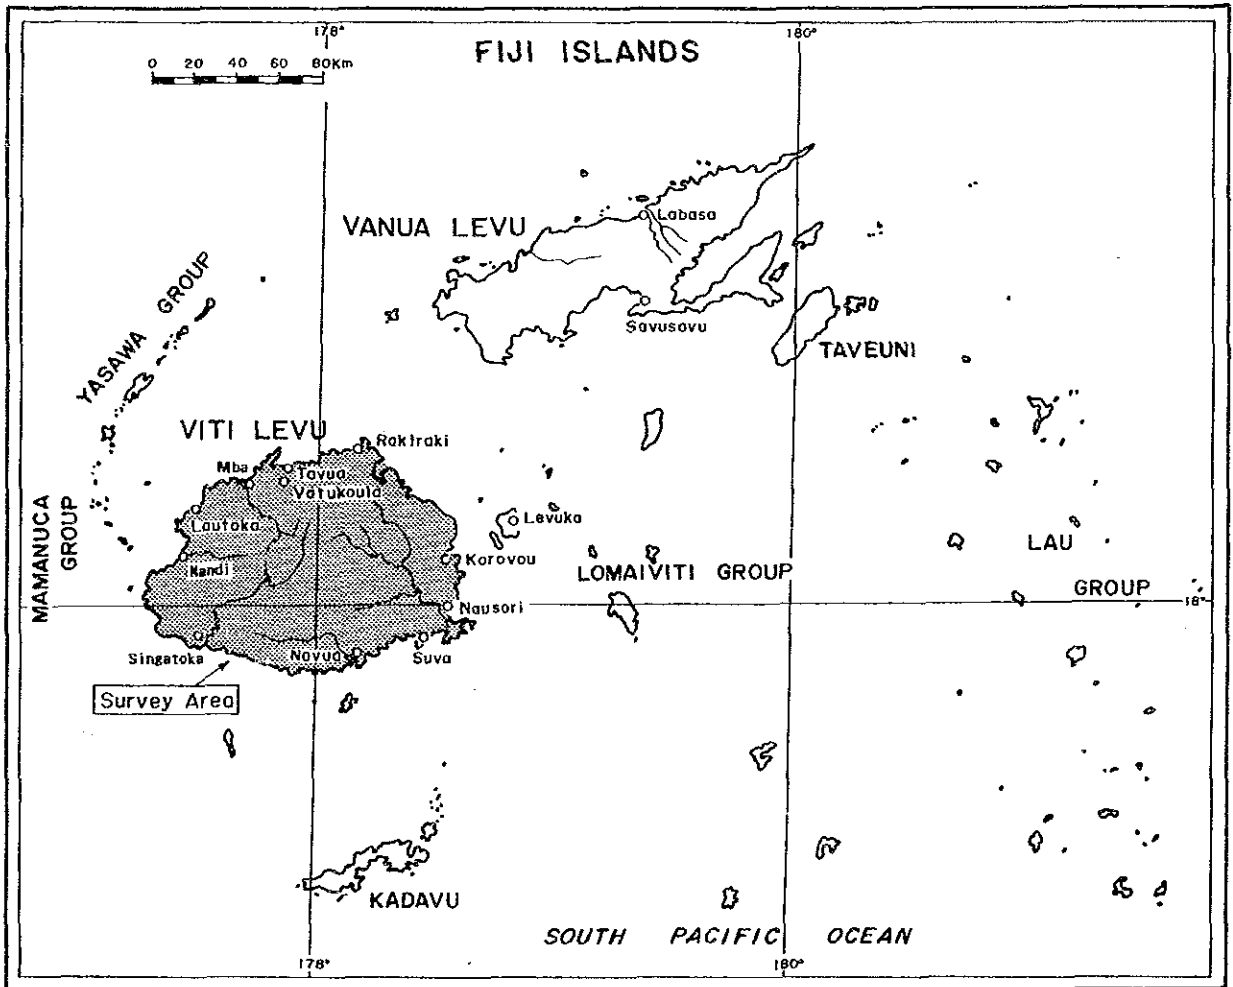 178°
180°
FIJI ISLANDS
0 20 40 60 80Km
VANUA LEVU
Labasa
Savusavu
TAVEUNI
YASAWA GROUP
VITI LEVU
Rakiraki
Mba
Tavua
Vatukoula
Lautoka
Levuka
MAMANUCA
GROUP
Nandi
Korovou
LOMAIVITI GROUP
LAU
GROUP
Nausori
18°
Singatoka
Navua
Suva
Survey Area
KADAVU
SOUTH PACIFIC OCEAN
178°
180°